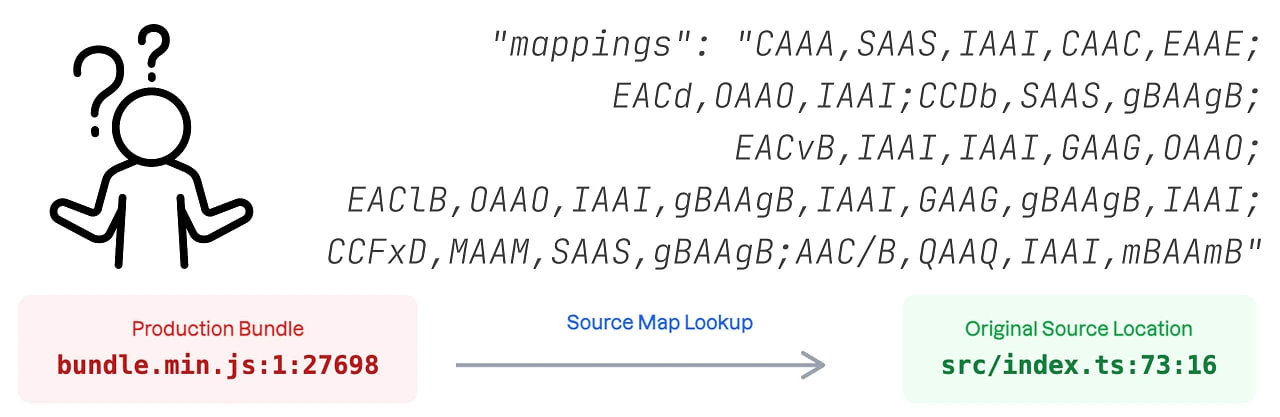 "mappings": "CAAA,SAAS,IAAI,CAAC,EAAE;
EACd,OAAO,IAAI;CCDb,SAAS,gBAAgB;
EACvB,IAAI,IAAI,GAAG,OAAO;
EAClB,OAAO,IAAI,gBAAgB,IAAI,GAAG,gBAAgB,IAAI;
CCFxD,MAAM,SAAS,gBAAgB;AAAC/B,QAAQ,IAAI,mBAAmB"
Production Bundle
bundle.min.js:1:27698
Source Map Lookup
Original Source Location
src/index.ts:73:16